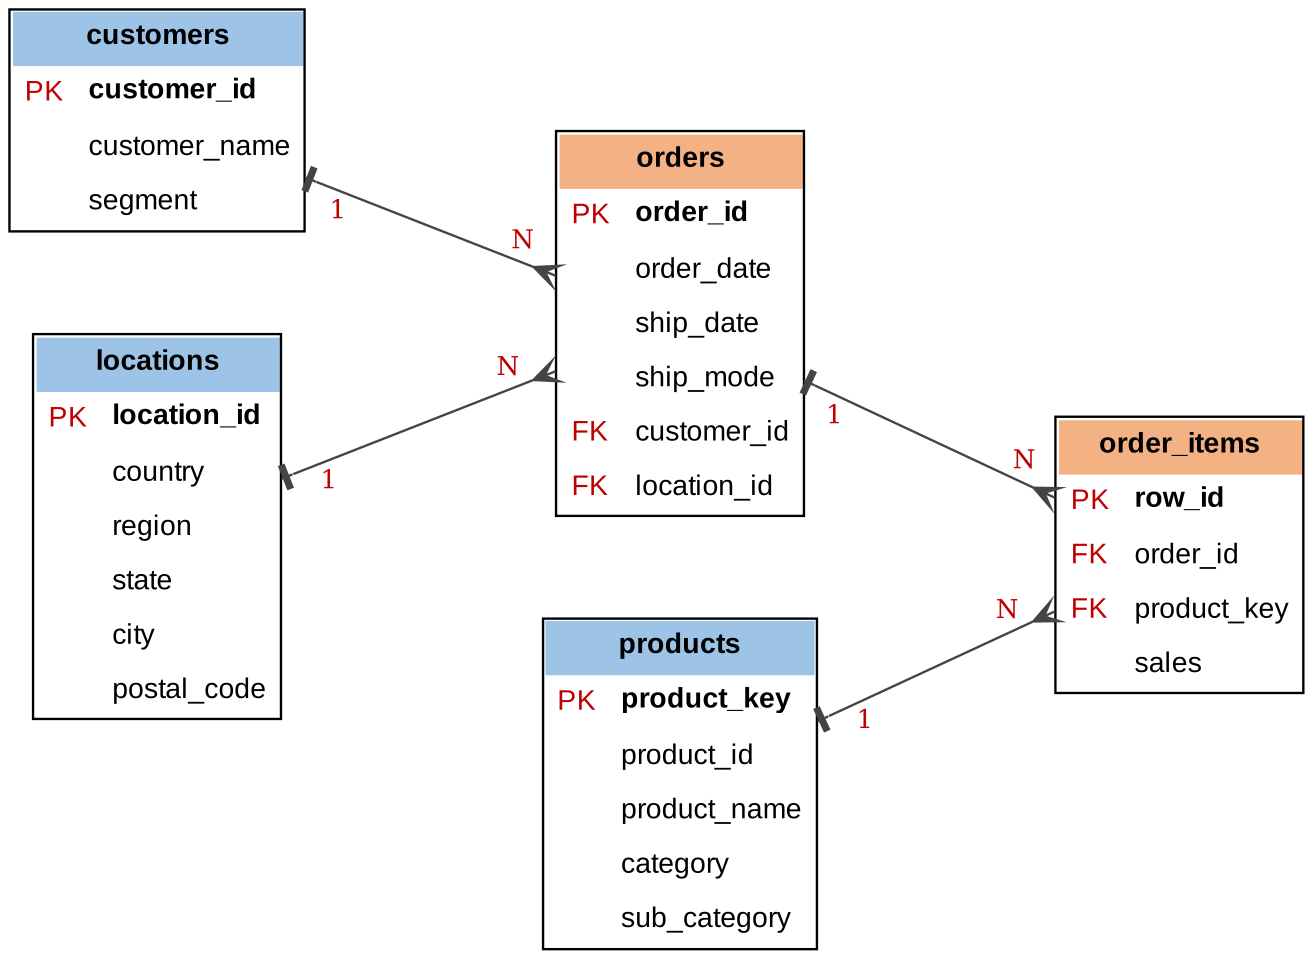 customers
PK customer_id
customer_name
segment
1
N
locations
PK location_id
country
region
state
city
postal_code
1
N
orders
PK order_id
order_date
ship_date
ship_mode
FK customer_id
FK location_id
1
N
products
PK product_key
product_id
product_name
category
sub_category
1
N
order_items
PK row_id
FK order_id
FK product_key
sales